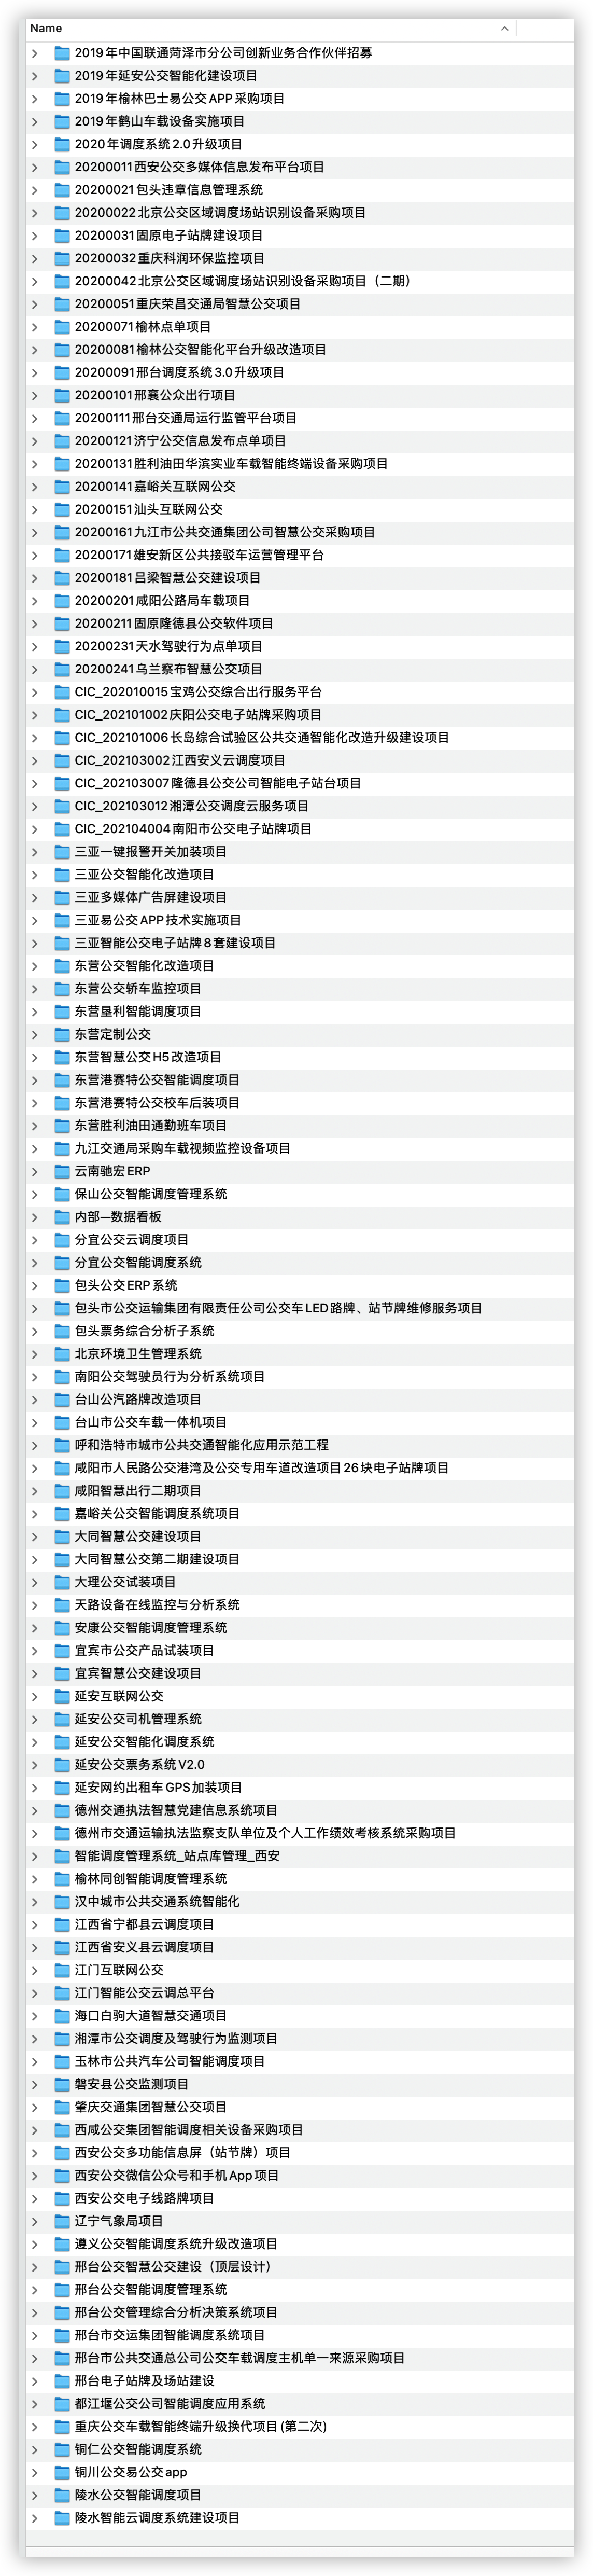 Name
2019年中国联通菏泽市分公司创新业务合作伙伴招募
2019年延安公交智能化建设项目
2019年榆林巴士易公交APP采购项目
2019年鹤山车载设备实施项目
2020年调度系统2.0升级项目
20200011西安公交多媒体信息发布平台项目
20200021包头违章信息管理系统
20200022北京公交区域调度场站识别设备采购项目
20200031固原电子站牌建设项目
20200032重庆科润环保监控项目
20200042北京公交区域调度场站识别设备采购项目（二期）
20200051重庆荣昌交通局智慧公交项目
20200071榆林点单项目
20200081榆林公交智能化平台升级改造项目
20200091邢台调度系统3.0升级项目
20200101邢襄公众出行项目
20200111邢台交通局运行监管平台项目
20200121济宁公交信息发布点单项目
20200131胜利油田华滨实业车载智能终端设备采购项目
20200141嘉峪关互联网公交
20200151汕头互联网公交
20200161九江市公共交通集团公司智慧公交采购项目
20200171雄安新区公共接驳车运营管理平台
20200181吕梁智慧公交建设项目
20200201咸阳公路局车载项目
20200211固原隆德县公交软件项目
20200231天水驾驶行为点单项目
20200241乌兰察布智慧公交项目
CIC_202010015宝鸡公交综合出行服务平台
CIC_202101002庆阳公交电子站牌采购项目
CIC_202101006长岛综合试验区公共交通智能化改造升级建设项目
CIC_202103002江西安义云调度项目
CIC_202103007隆德县公交公司智能电子站台项目
CIC_202103012湘潭公交调度云服务项目
CIC_202104004南阳市公交电子站牌项目
三亚一键报警开关加装项目
三亚公交智能化改造项目
三亚多媒体广告屏建设项目
三亚易公交APP技术实施项目
三亚智能公交电子站牌8套建设项目
东营公交智能化改造项目
东营公交轿车监控项目
东营垦利智能调度项目
东营定制公交
东营智慧公交H5改造项目
东营港赛特公交智能调度项目
东营港赛特公交校车后装项目
东营胜利油田通勤班车项目
九江交通局采购车载视频监控设备项目
云南驰宏ERP
保山公交智能调度管理系统
内部—数据看板
分宜公交云调度项目
分宜公交智能调度系统
包头公交ERP系统
包头市公交运输集团有限责任公司公交车LED路牌、站节牌维修服务项目
包头票务综合分析子系统
北京环境卫生管理系统
南阳公交驾驶员行为分析系统项目
台山公汽路牌改造项目
台山市公交车载一体机项目
呼和浩特市城市公共交通智能化应用示范工程
咸阳市人民路公交港湾及公交专用车道改造项目26块电子站牌项目
咸阳智慧出行二期项目
嘉峪关公交智能调度系统项目
大同智慧公交建设项目
大同智慧公交第二期建设项目
大理公交试装项目
天路设备在线监控与分析系统
安康公交智能调度管理系统
宜宾市公交产品试装项目
宜宾智慧公交建设项目
延安互联网公交
延安公交司机管理系统
延安公交智能化调度系统
延安公交票务系统V2.0
延安网约出租车GPS加装项目
德州交通执法智慧党建信息系统项目
德州市交通运输执法监察支队单位及个人工作绩效考核系统采购项目
智能调度管理系统_站点库管理_西安
榆林同创智能调度管理系统
汉中城市公共交通系统智能化
江西省宁都县云调度项目
江西省安义县云调度项目
江门互联网公交
江门智能公交云调总平台
海口白驹大道智慧交通项目
湘潭市公交调度及驾驶行为监测项目
玉林市公共汽车公司智能调度项目
磐安县公交监测项目
肇庆交通集团智慧公交项目
西咸公交集团智能调度相关设备采购项目
西安公交多功能信息屏（站节牌）项目
西安公交微信公众号和手机App项目
西安公交电子线路牌项目
辽宁气象局项目
遵义公交智能调度系统升级改造项目
邢台公交智慧公交建设（顶层设计）
邢台公交智能调度管理系统
邢台公交管理综合分析决策系统项目
邢台市交运集团智能调度系统项目
邢台市公共交通总公司公交车载调度主机单一来源采购项目
邢台电子站牌及场站建设
都江堰公交公司智能调度应用系统
重庆公交车载智能终端升级换代项目(第二次)
铜仁公交智能调度系统
铜川公交易公交app
陵水公交智能调度项目
陵水智能云调度系统建设项目